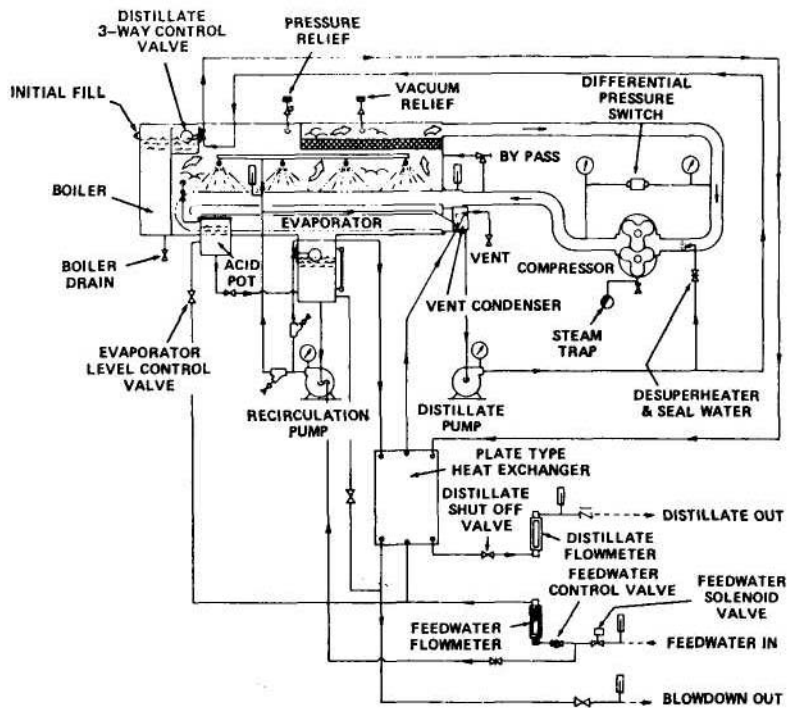 DISTILLATE
3-WAY CONTROL
VALVE
PRESSURE
RELIEF
VACUUM
RELIEF
DIFFERENTIAL
PRESSURE
SWITCH
INITIAL FILL
BY PASS
BOILER
EVAPORATOR
VENT
COMPRESSOR
BOILER
DRAIN
ACID
POT
VENT CONDENSER
STEAM
TRAP
EVAPORATOR
LEVEL CONTROL
VALVE
RECIRCULATION
PUMP
DISTILLATE
PUMP
DESUPERHEATER
& SEAL WATER
PLATE TYPE
HEAT EXCHANGER
DISTILLATE
SHUT OFF
VALVE
DISTILLATE OUT
DISTILLATE
FLOWMETER
FEEDWATER
CONTROL VALVE
FEEDWATER
SOLENOID
VALVE
FEEDWATER
FLOWMETER
FEEDWATER IN
BLOWDOWN OUT